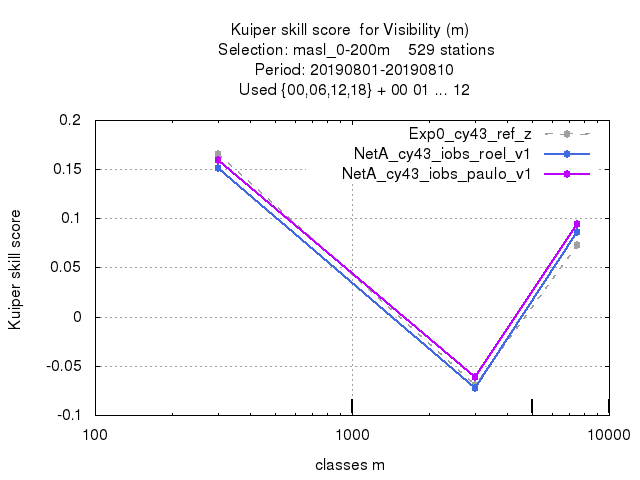 Kuiper skill score  for Visibility (m)
Selection: masl_0-200m    529 stations
Period: 20190801-20190810
Used {00,06,12,18} + 00 01 ... 12
Exp0_cy43_ref_z
NetA_cy43_iobs_roel_v1
NetA_cy43_iobs_paulo_v1
0.2
0.15
0.1
0.05
0
-0.05
-0.1
Kuiper skill score
100
1000
10000
classes m